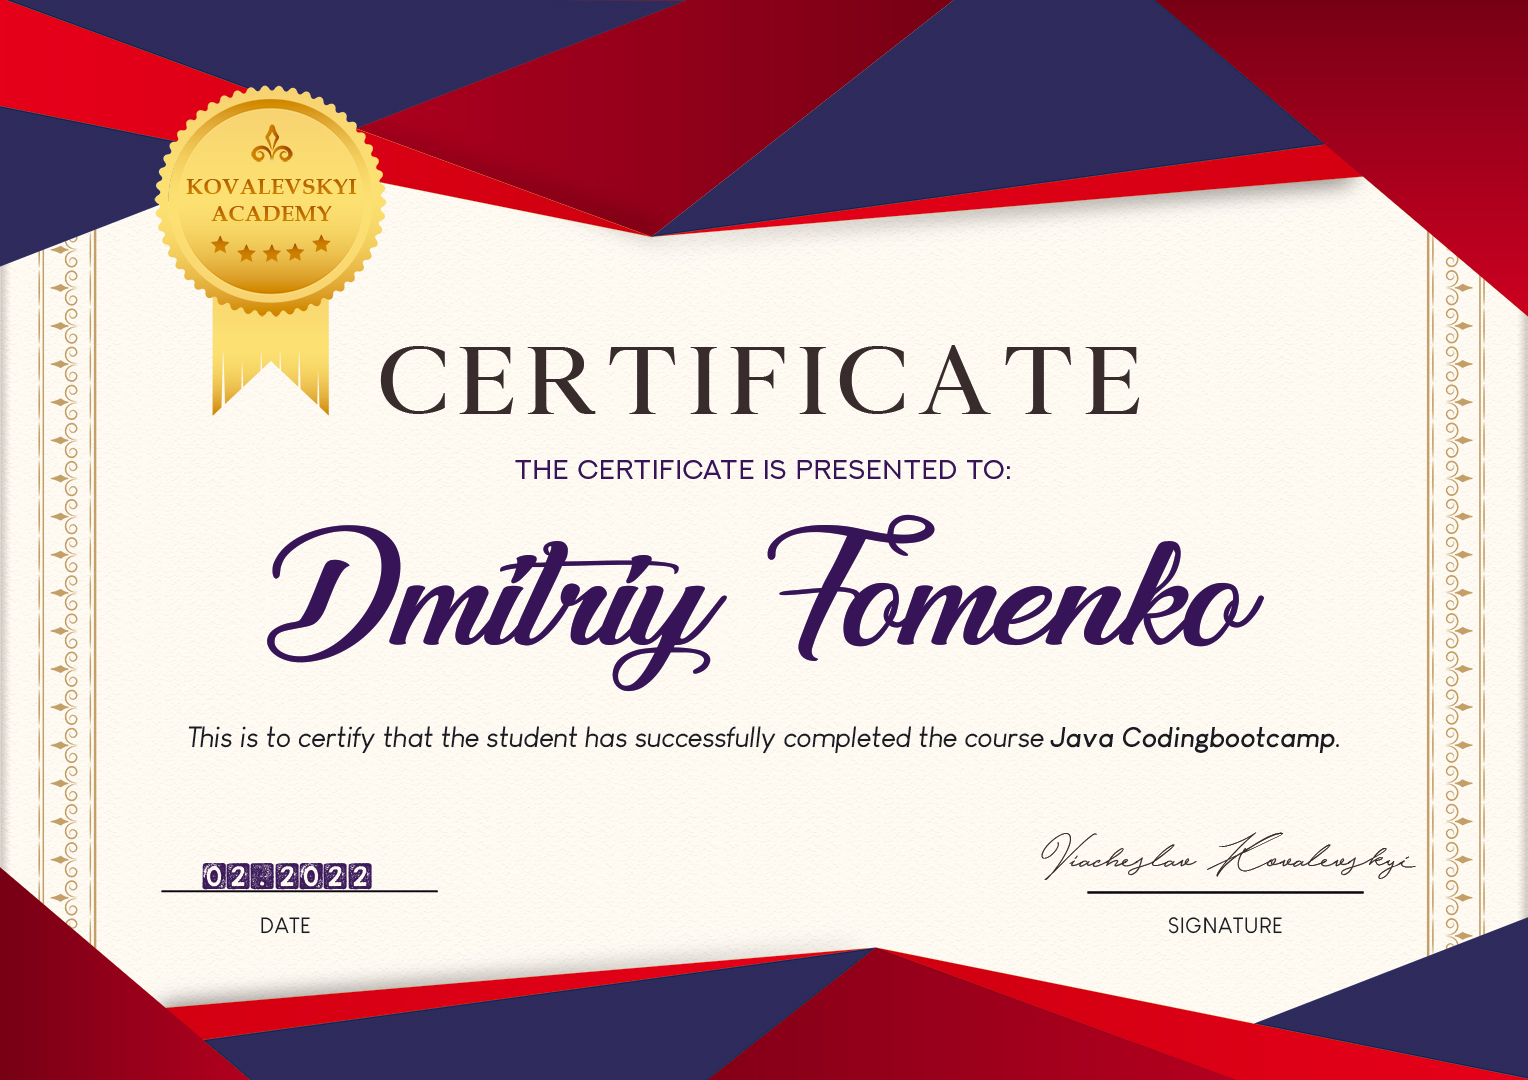 KOVALEVSKYI
ACADEMY
CERTIFICATE
THE CERTIFICATE IS PRESENTED TO:
Dmitriy Fomenko
This is to certify that the student has successfully completed the course Java Codingbootcamp.
02.2022
Viacheslav Kovalevskyi
DATE
SIGNATURE